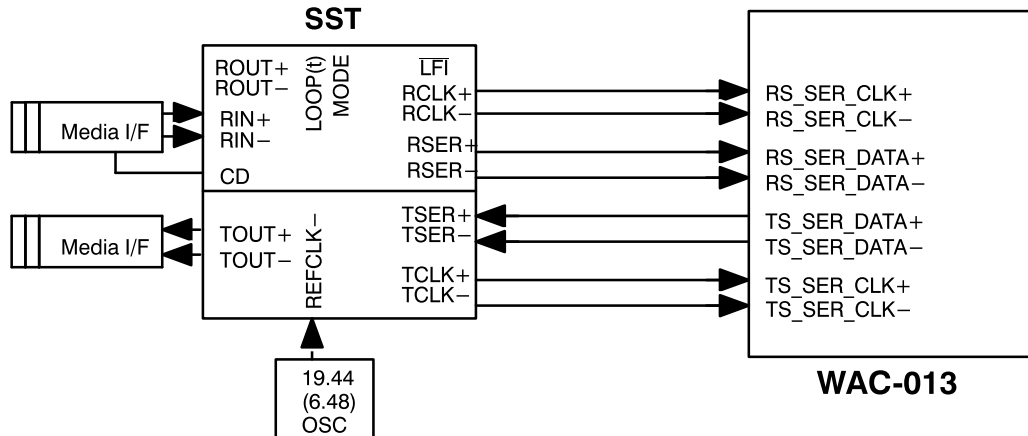 SST
ROUT+
ROUT−
RIN+
RIN−
CD
LOOP(t)
MODE
LFI
RCLK+
RCLK−
RSER+
RSER−
Media I/F
Media I/F
TOUT+
TOUT−
REFCLK−
TSER+
TSER−
TCLK+
TCLK−
19.44
(6.48)
OSC
RS_SER_CLK+
RS_SER_CLK−
RS_SER_DATA+
RS_SER_DATA−
TS_SER_DATA+
TS_SER_DATA−
TS_SER_CLK+
TS_SER_CLK−
WAC-013